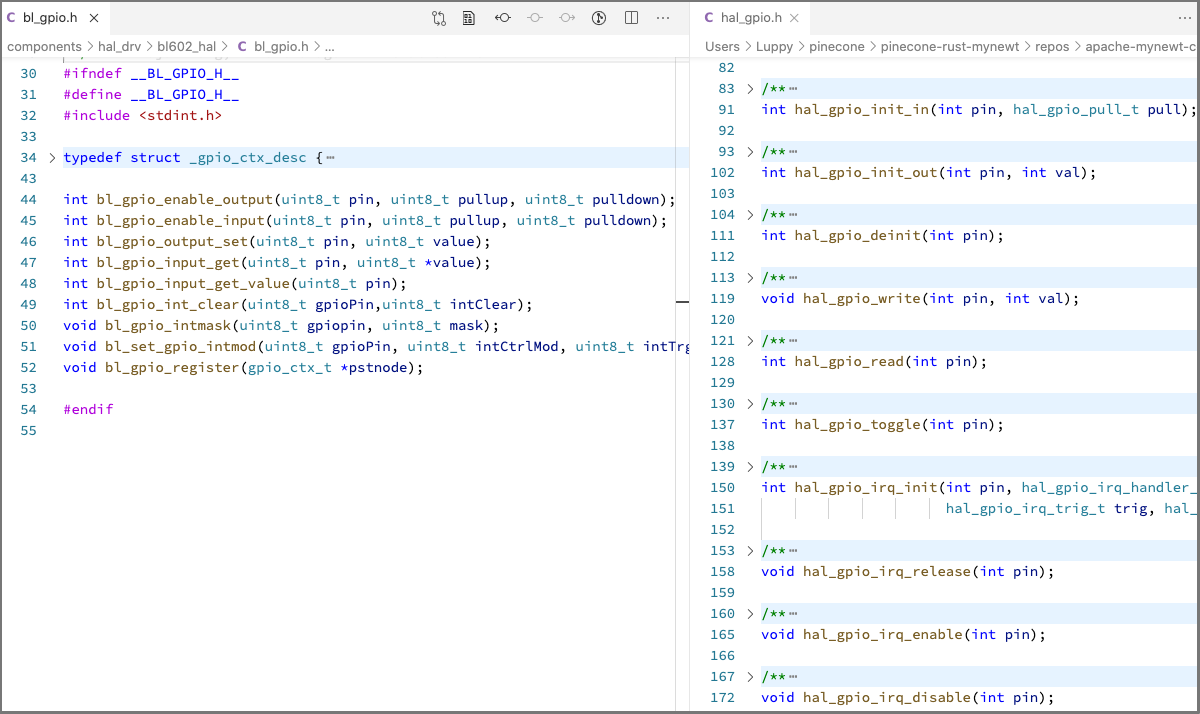 C bl_gpio.h ×
components > hal_drv > bl602_hal > C bl_gpio.h > ...
30 #ifndef __BL_GPIO_H__
31 #define __BL_GPIO_H__
32 #include <stdint.h>
33
34 > typedef struct _gpio_ctx_desc {⋯
43
44 int bl_gpio_enable_output(uint8_t pin, uint8_t pullup, uint8_t pulldown);
45 int bl_gpio_enable_input(uint8_t pin, uint8_t pullup, uint8_t pulldown);
46 int bl_gpio_output_set(uint8_t pin, uint8_t value);
47 int bl_gpio_input_get(uint8_t pin, uint8_t *value);
48 int bl_gpio_input_get_value(uint8_t pin);
49 int bl_gpio_int_clear(uint8_t gpioPin,uint8_t intClear);
50 void bl_gpio_intmask(uint8_t gpiopin, uint8_t mask);
51 void bl_set_gpio_intmod(uint8_t gpioPin, uint8_t intCtrlMod, uint8_t intTrg
52 void bl_gpio_register(gpio_ctx_t *pstnode);
53
54 #endif
55
C hal_gpio.h ×
Users > Luppy > pinecone > pinecone-rust-mynewt > repos > apache-mynewt-c
82
83 > /**⋯
91 int hal_gpio_init_in(int pin, hal_gpio_pull_t pull);
92
93 > /**⋯
102 int hal_gpio_init_out(int pin, int val);
103
104 > /**⋯
111 int hal_gpio_deinit(int pin);
112
113 > /**⋯
119 void hal_gpio_write(int pin, int val);
120
121 > /**⋯
128 int hal_gpio_read(int pin);
129
130 > /**⋯
137 int hal_gpio_toggle(int pin);
138
139 > /**⋯
150 int hal_gpio_irq_init(int pin, hal_gpio_irq_handler_
151 hal_gpio_irq_trig_t trig, hal_
152
153 > /**⋯
158 void hal_gpio_irq_release(int pin);
159
160 > /**⋯
165 void hal_gpio_irq_enable(int pin);
166
167 > /**⋯
172 void hal_gpio_irq_disable(int pin);